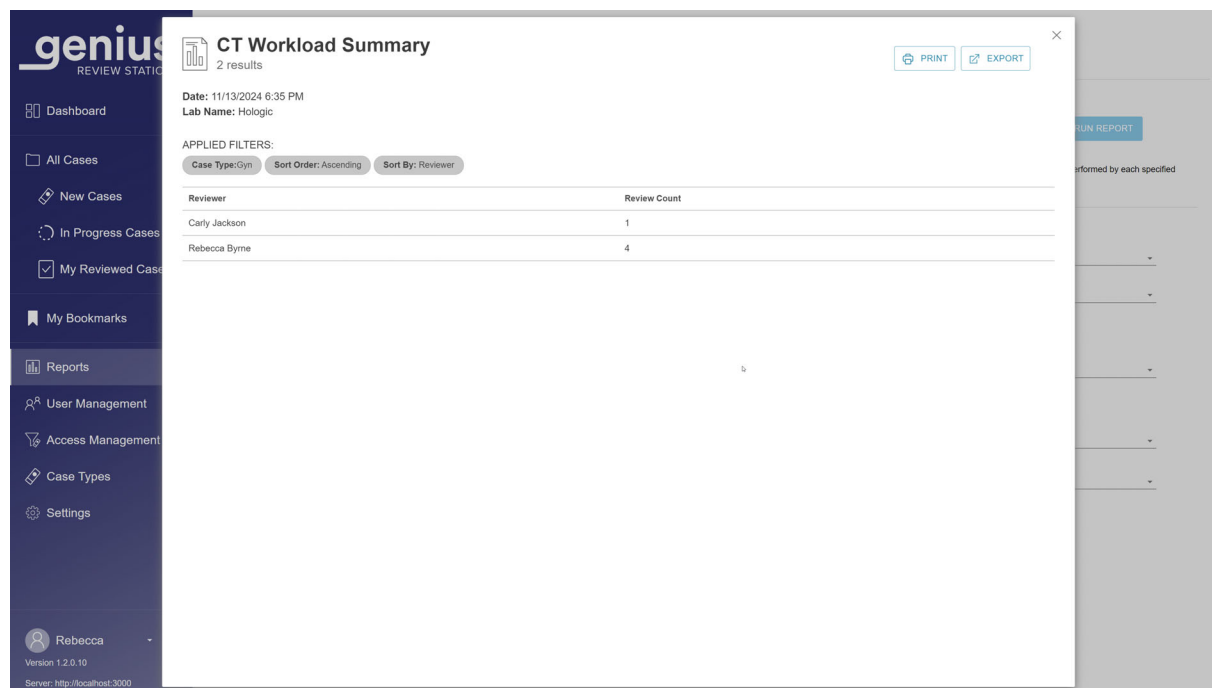 genius
REVIEW STATIC
Dashboard
All Cases
New Cases
In Progress Cases
My Reviewed Case
My Bookmarks
Reports
User Management
Access Management
Case Types
Settings
Rebecca
Version 1.2.0.10
Server: http://localhost:3000
CT Workload Summary
2 results
PRINT EXPORT
Date: 11/13/2024 6:35 PM
Lab Name: Hologic
APPLIED FILTERS:
Case Type:Gyn Sort Order: Ascending Sort By: Reviewer
Reviewer Review Count
Carly Jackson 1
Rebecca Byrne 4
RUN REPORT
erformed by each specified